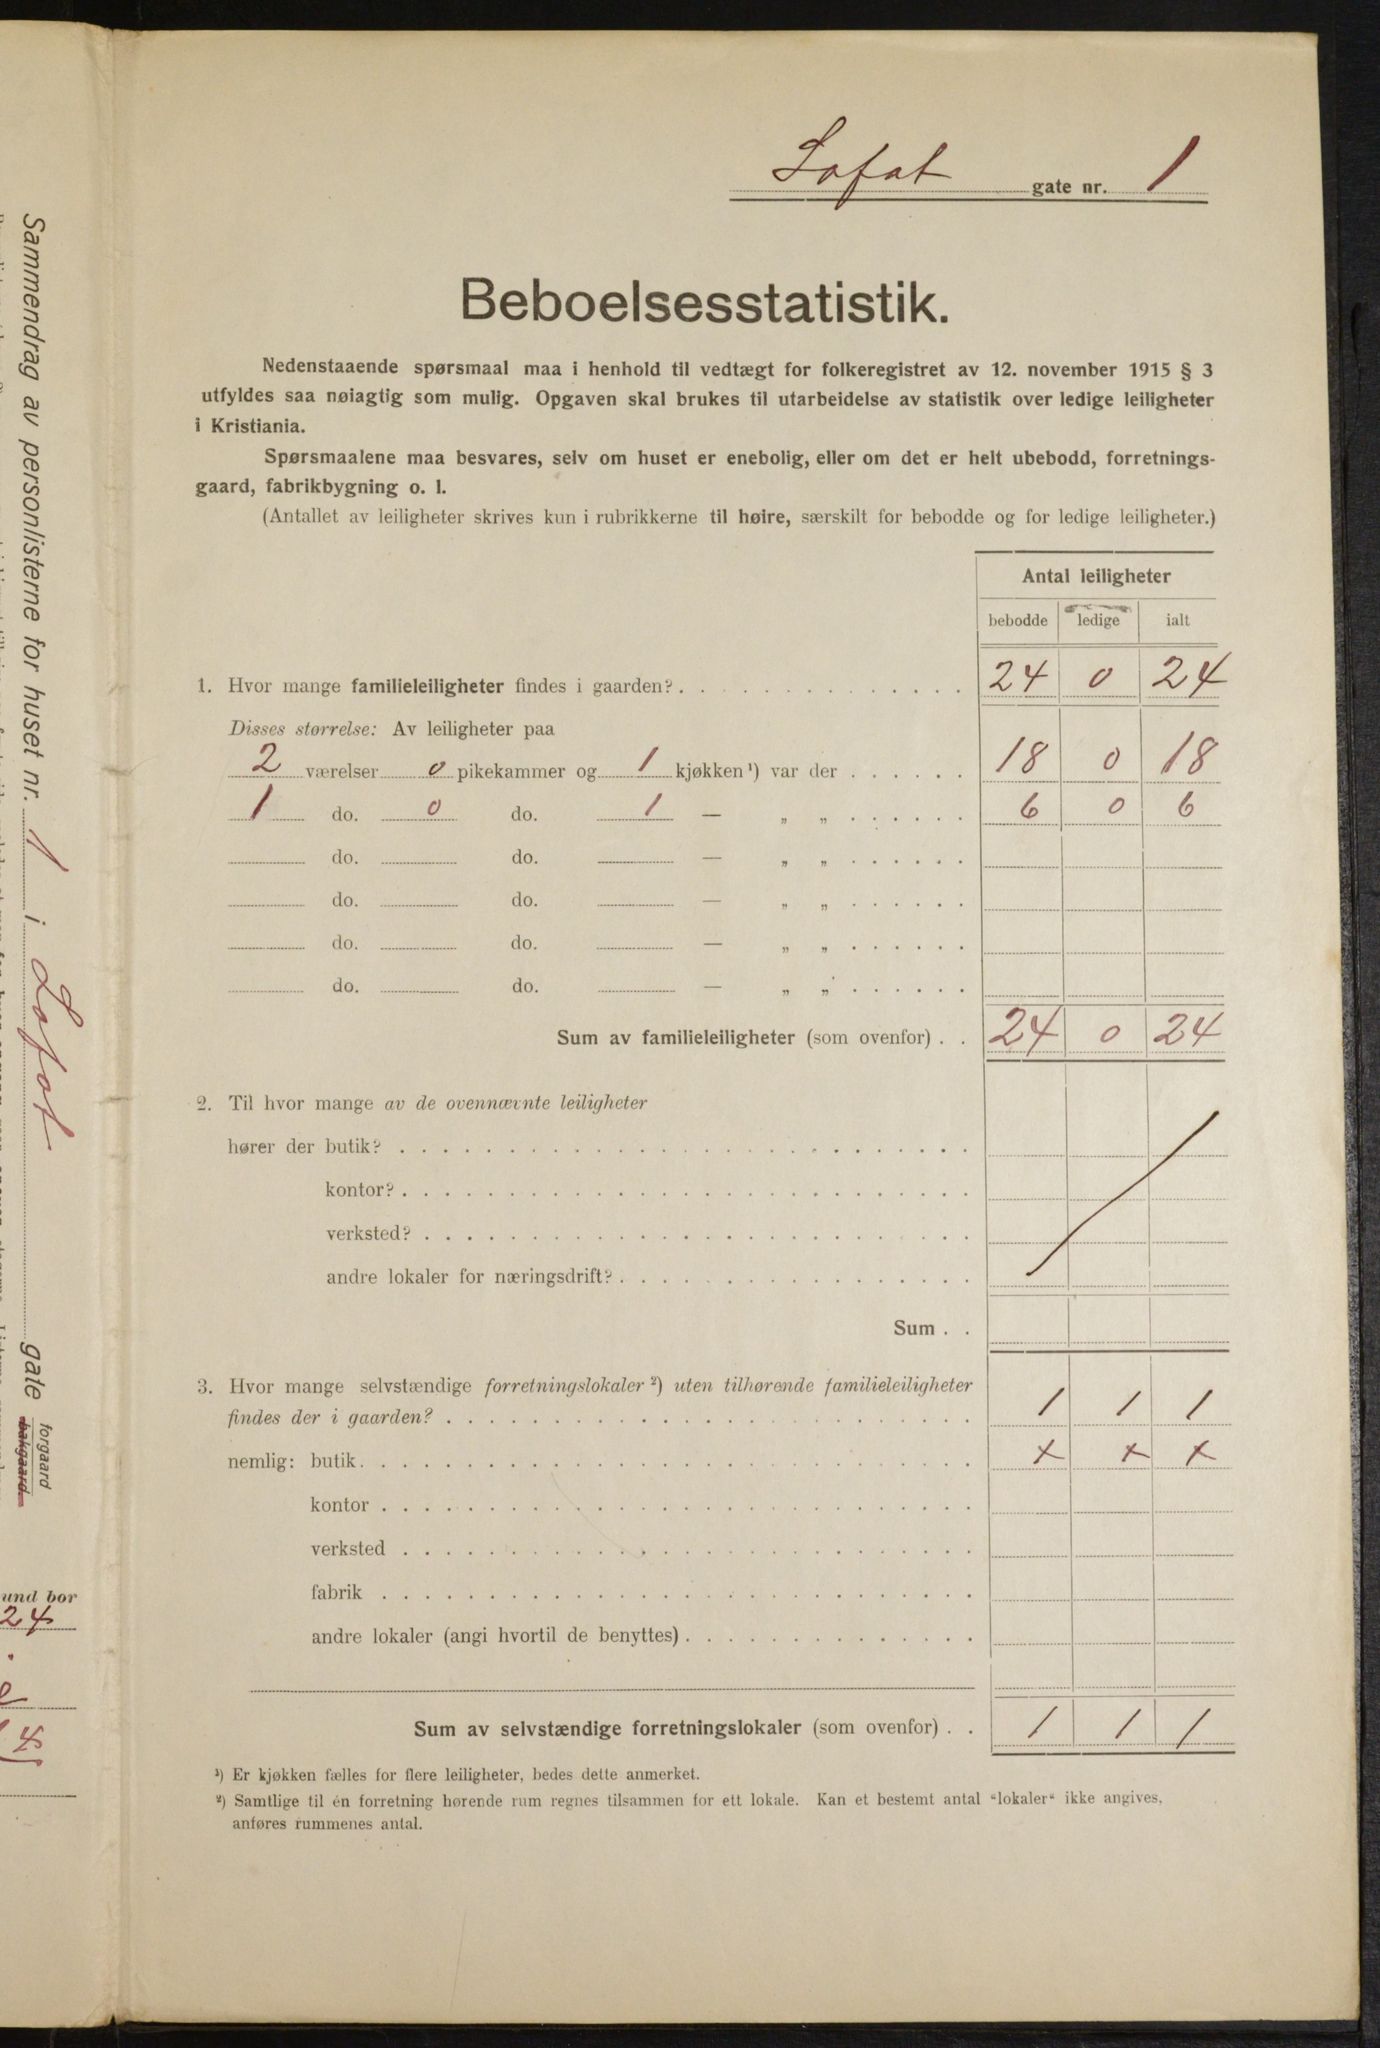 Lofot gate nr. 1
Beboelsesstatistik.
Nedenstaaende spørsmaal maa i henhold til vedtægt for folkeregistret av 12. november 1915 § 3
utfyldes saa nøiagtig som mulig. Opgaven skal brukes til utarbeidelse av statistik over ledige leiligheter
i Kristiania.
Spørsmaalene maa besvares, selv om huset er enebolig, eller om det er helt ubebodd, forretnings-
gaard, fabrikbygning o. l.
(Antallet av leiligheter skrives kun i rubrikkerne til høire, særskilt for bebodde og for ledige leiligheter.)
Antal leiligheter
bebodde ledige ialt
1. Hvor mange familieleiligheter findes i gaarden? 24 0 24
Disses størrelse: Av leiligheter paa
2 værelser 0 pikekammer og 1 kjøkken ¹) var der 18 0 18
1 do. 0 do. 1 — „ „ 6 0 6
do. do. — „ „
do. do. — „ „
do. do. — „ „
do. do. — „ „
Sum av familieleiligheter (som ovenfor) 24 0 24
2. Til hvor mange av de ovennævnte leiligheter
hører der butik?
kontor?
verksted?
andre lokaler for næringsdrift?
Sum
3. Hvor mange selvstændige forretningslokaler ²) uten tilhørende familieleiligheter
findes der i gaarden? 1 1 1
nemlig: butik + + +
kontor
verksted
fabrik
andre lokaler (angi hvortil de benyttes)
Sum av selvstændige forretningslokaler (som ovenfor) 1 1 1
¹) Er kjøkken fælles for flere leiligheter, bedes dette anmerket.
²) Samtlige til én forretning hørende rum regnes tilsammen for ett lokale. Kan et bestemt antal “lokaler“ ikke angives,
anføres rummenes antal.
Sammendrag av personlisterne for huset nr. 1 i Lofot gate forgaard
bakgaard.
und bor
24